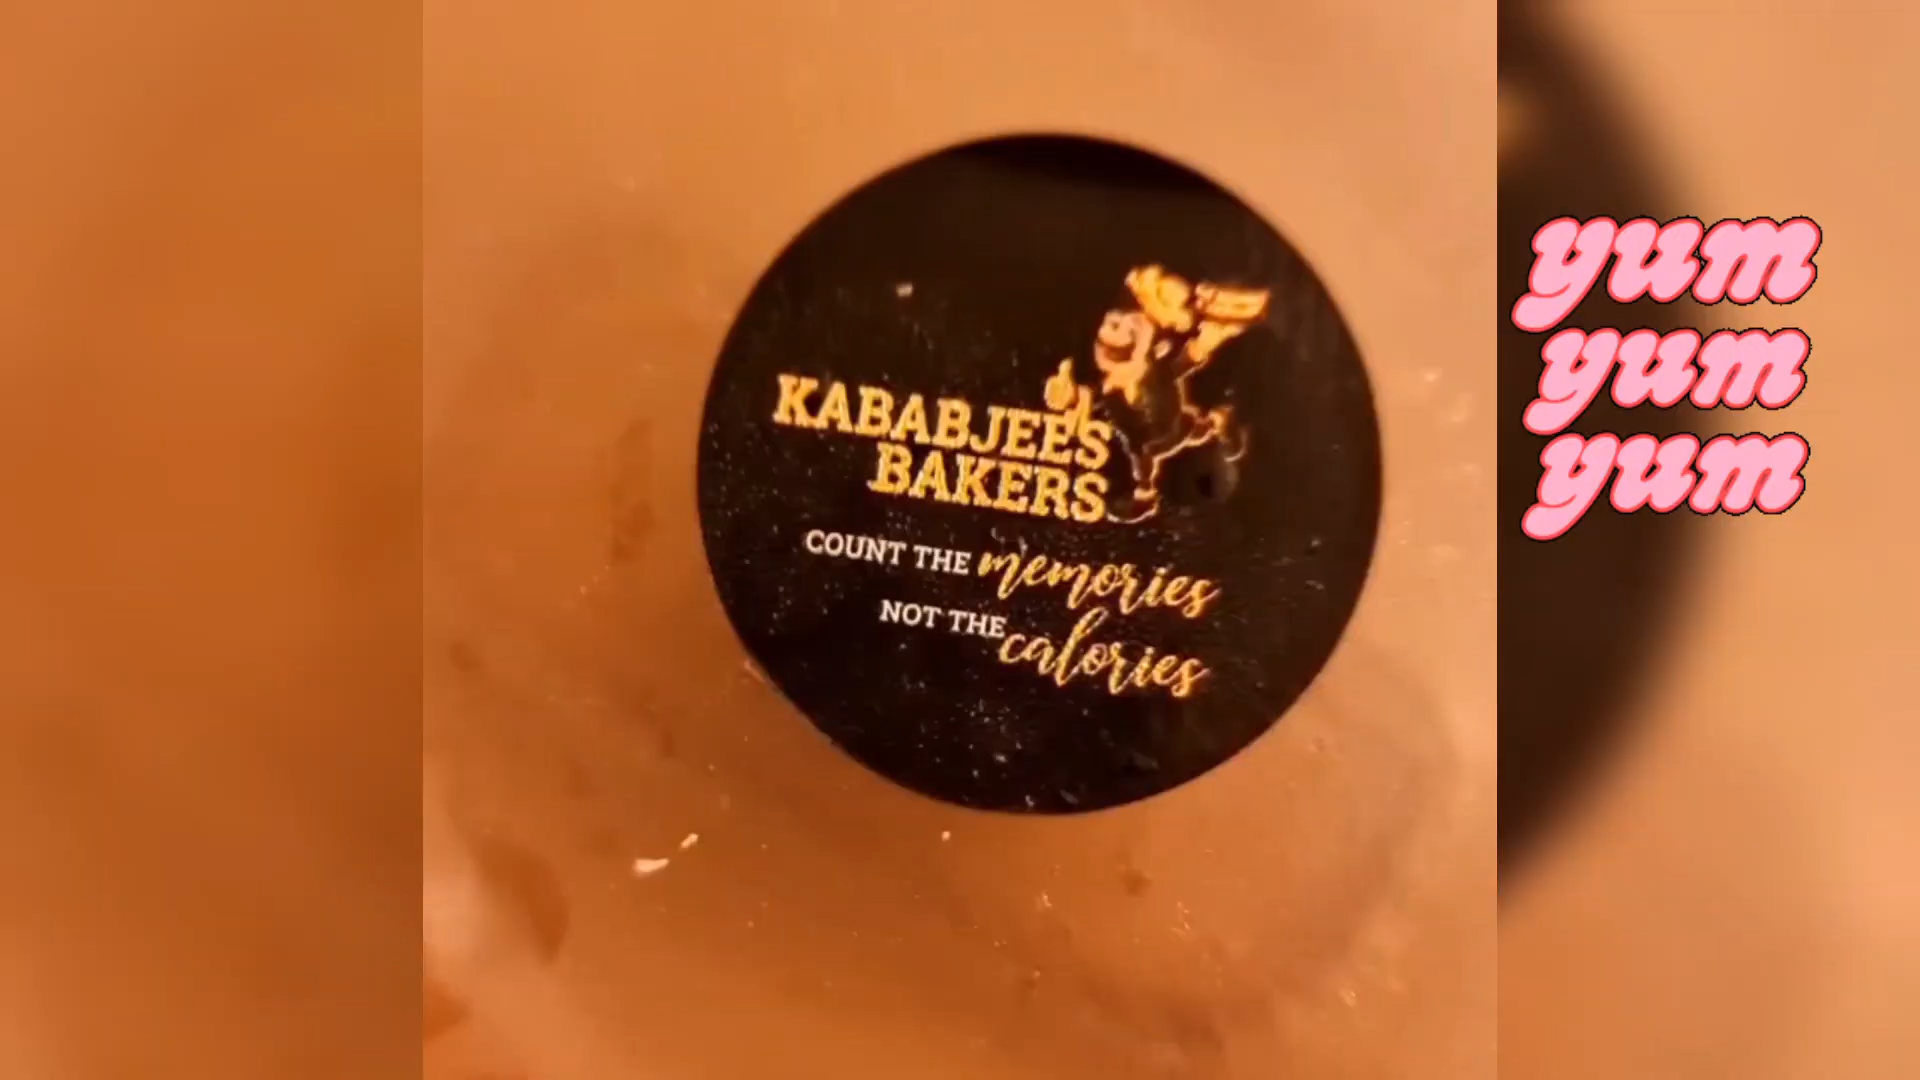 KABABJEES
BAKERS
COUNT THE memories
NOT THE calories
yum
yum
yum